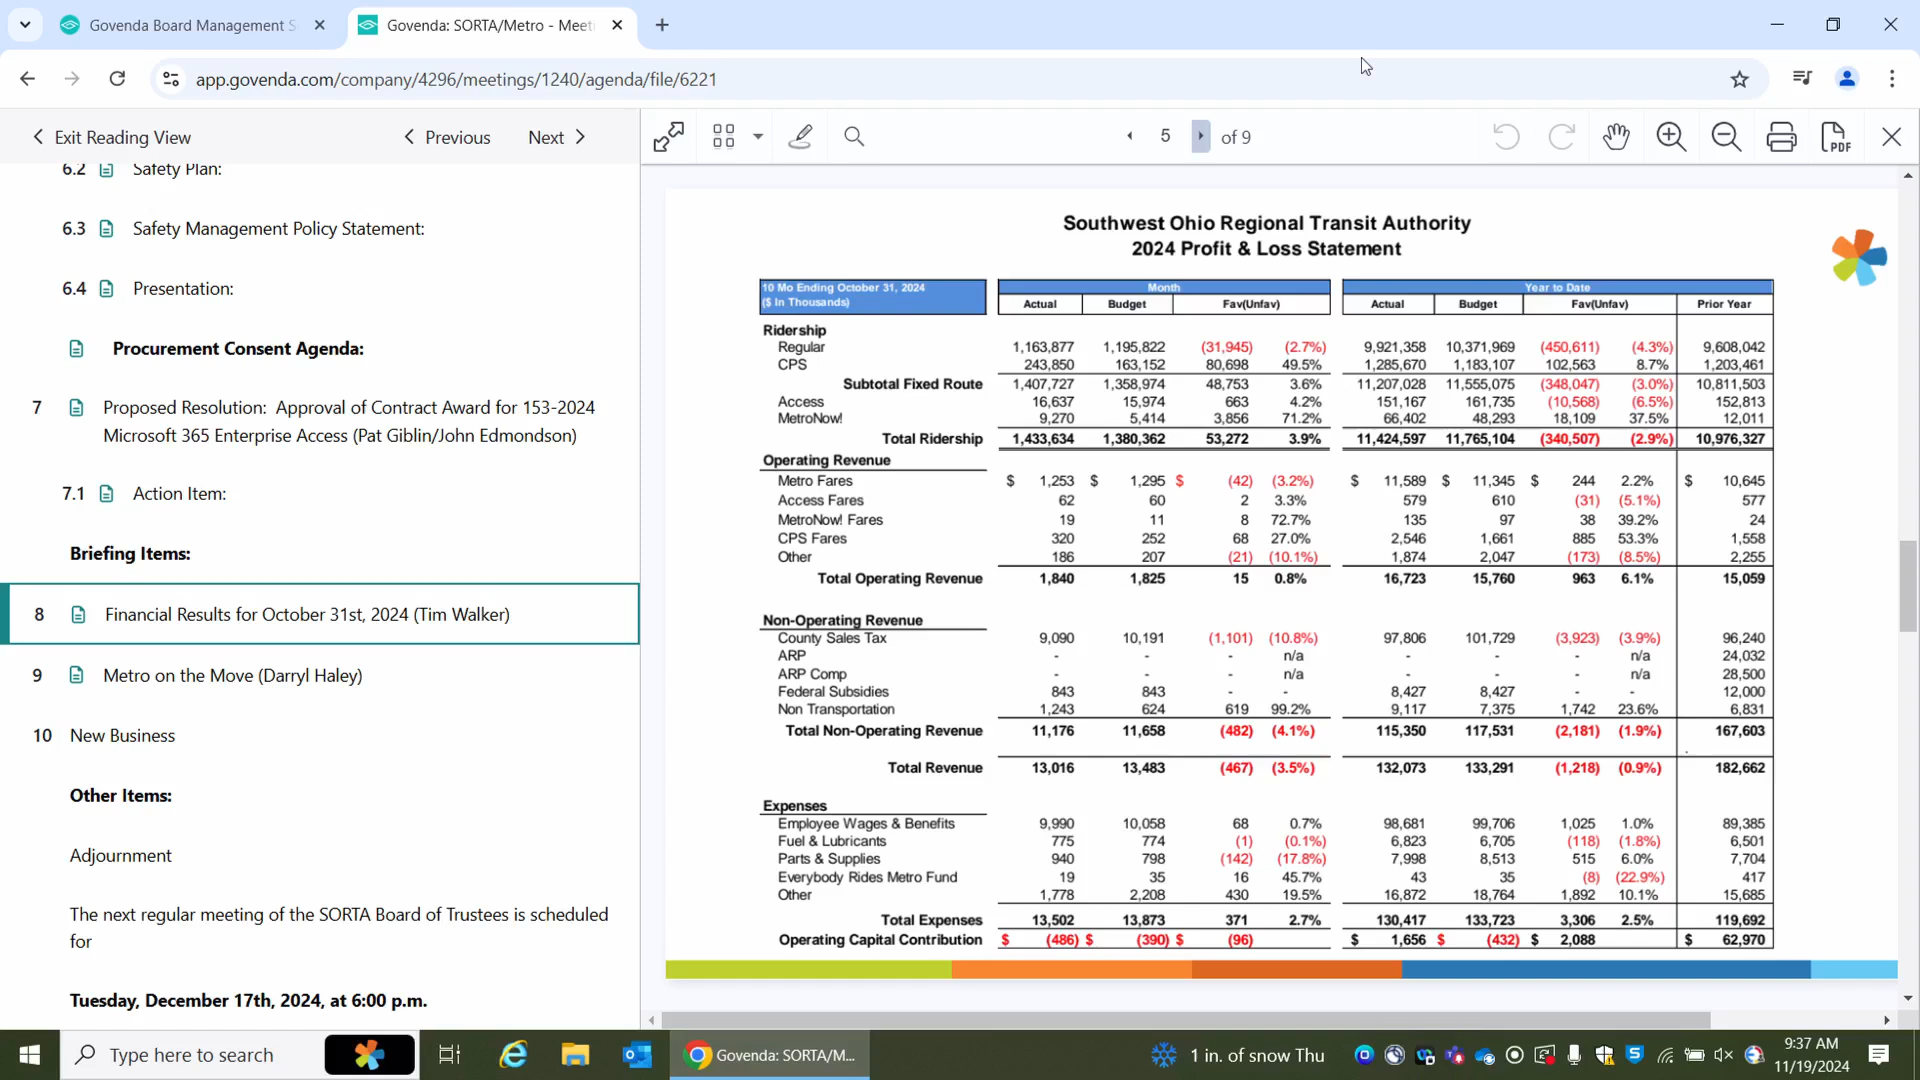 Govenda Board Management S
Govenda: SORTA/Metro - Meeti
app.govenda.com/company/4296/meetings/1240/agenda/file/6221
Exit Reading View
Previous
Next
5
of 9
PDF
6.2 Safety Plan:
6.3 Safety Management Policy Statement:
6.4 Presentation:
Procurement Consent Agenda:
7 Proposed Resolution: Approval of Contract Award for 153-2024
Microsoft 365 Enterprise Access (Pat Giblin/John Edmondson)
7.1 Action Item:
Briefing Items:
8 Financial Results for October 31st, 2024 (Tim Walker)
9 Metro on the Move (Darryl Haley)
10 New Business
Other Items:
Adjournment
The next regular meeting of the SORTA Board of Trustees is scheduled
for
Tuesday, December 17th, 2024, at 6:00 p.m.
Southwest Ohio Regional Transit Authority
2024 Profit & Loss Statement
10 Mo Ending October 31, 2024
($ In Thousands)
Month
Year to Date
Actual Budget Fav(Unfav) Actual Budget Fav(Unfav) Prior Year
Ridership
Regular 1,163,877 1,195,822 (31,945) (2.7%) 9,921,358 10,371,969 (450,611) (4.3%) 9,608,042
CPS 243,850 163,152 80,698 49.5% 1,285,670 1,183,107 102,563 8.7% 1,203,461
Subtotal Fixed Route 1,407,727 1,358,974 48,753 3.6% 11,207,028 11,555,075 (348,047) (3.0%) 10,811,503
Access 16,637 15,974 663 4.2% 151,167 161,735 (10,568) (6.5%) 152,813
MetroNow! 9,270 5,414 3,856 71.2% 66,402 48,293 18,109 37.5% 12,011
Total Ridership 1,433,634 1,380,362 53,272 3.9% 11,424,597 11,765,104 (340,507) (2.9%) 10,976,327
Operating Revenue
Metro Fares $ 1,253 $ 1,295 $ (42) (3.2%) $ 11,589 $ 11,345 $ 244 2.2% $ 10,645
Access Fares 62 60 2 3.3% 579 610 (31) (5.1%) 577
MetroNow! Fares 19 11 8 72.7% 135 97 38 39.2% 24
CPS Fares 320 252 68 27.0% 2,546 1,661 885 53.3% 1,558
Other 186 207 (21) (10.1%) 1,874 2,047 (173) (8.5%) 2,255
Total Operating Revenue 1,840 1,825 15 0.8% 16,723 15,760 963 6.1% 15,059
Non-Operating Revenue
County Sales Tax 9,090 10,191 (1,101) (10.8%) 97,806 101,729 (3,923) (3.9%) 96,240
ARP - - - n/a - - - n/a 24,032
ARP Comp - - - n/a - - - n/a 28,500
Federal Subsidies 843 843 - - 8,427 8,427 - - 12,000
Non Transportation 1,243 624 619 99.2% 9,117 7,375 1,742 23.6% 6,831
Total Non-Operating Revenue 11,176 11,658 (482) (4.1%) 115,350 117,531 (2,181) (1.9%) 167,603
Total Revenue 13,016 13,483 (467) (3.5%) 132,073 133,291 (1,218) (0.9%) 182,662
Expenses
Employee Wages & Benefits 9,990 10,058 68 0.7% 98,681 99,706 1,025 1.0% 89,385
Fuel & Lubricants 775 774 (1) (0.1%) 6,823 6,705 (118) (1.8%) 6,501
Parts & Supplies 940 798 (142) (17.8%) 7,998 8,513 515 6.0% 7,704
Everybody Rides Metro Fund 19 35 16 45.7% 43 35 (8) (22.9%) 417
Other 1,778 2,208 430 19.5% 16,872 18,764 1,892 10.1% 15,685
Total Expenses 13,502 13,873 371 2.7% 130,417 133,723 3,306 2.5% 119,692
Operating Capital Contribution $ (486) $ (390) $ (96) $ 1,656 $ (432) $ 2,088 $ 62,970
Type here to search
Govenda: SORTA/M...
1 in. of snow Thu
9:37 AM
11/19/2024